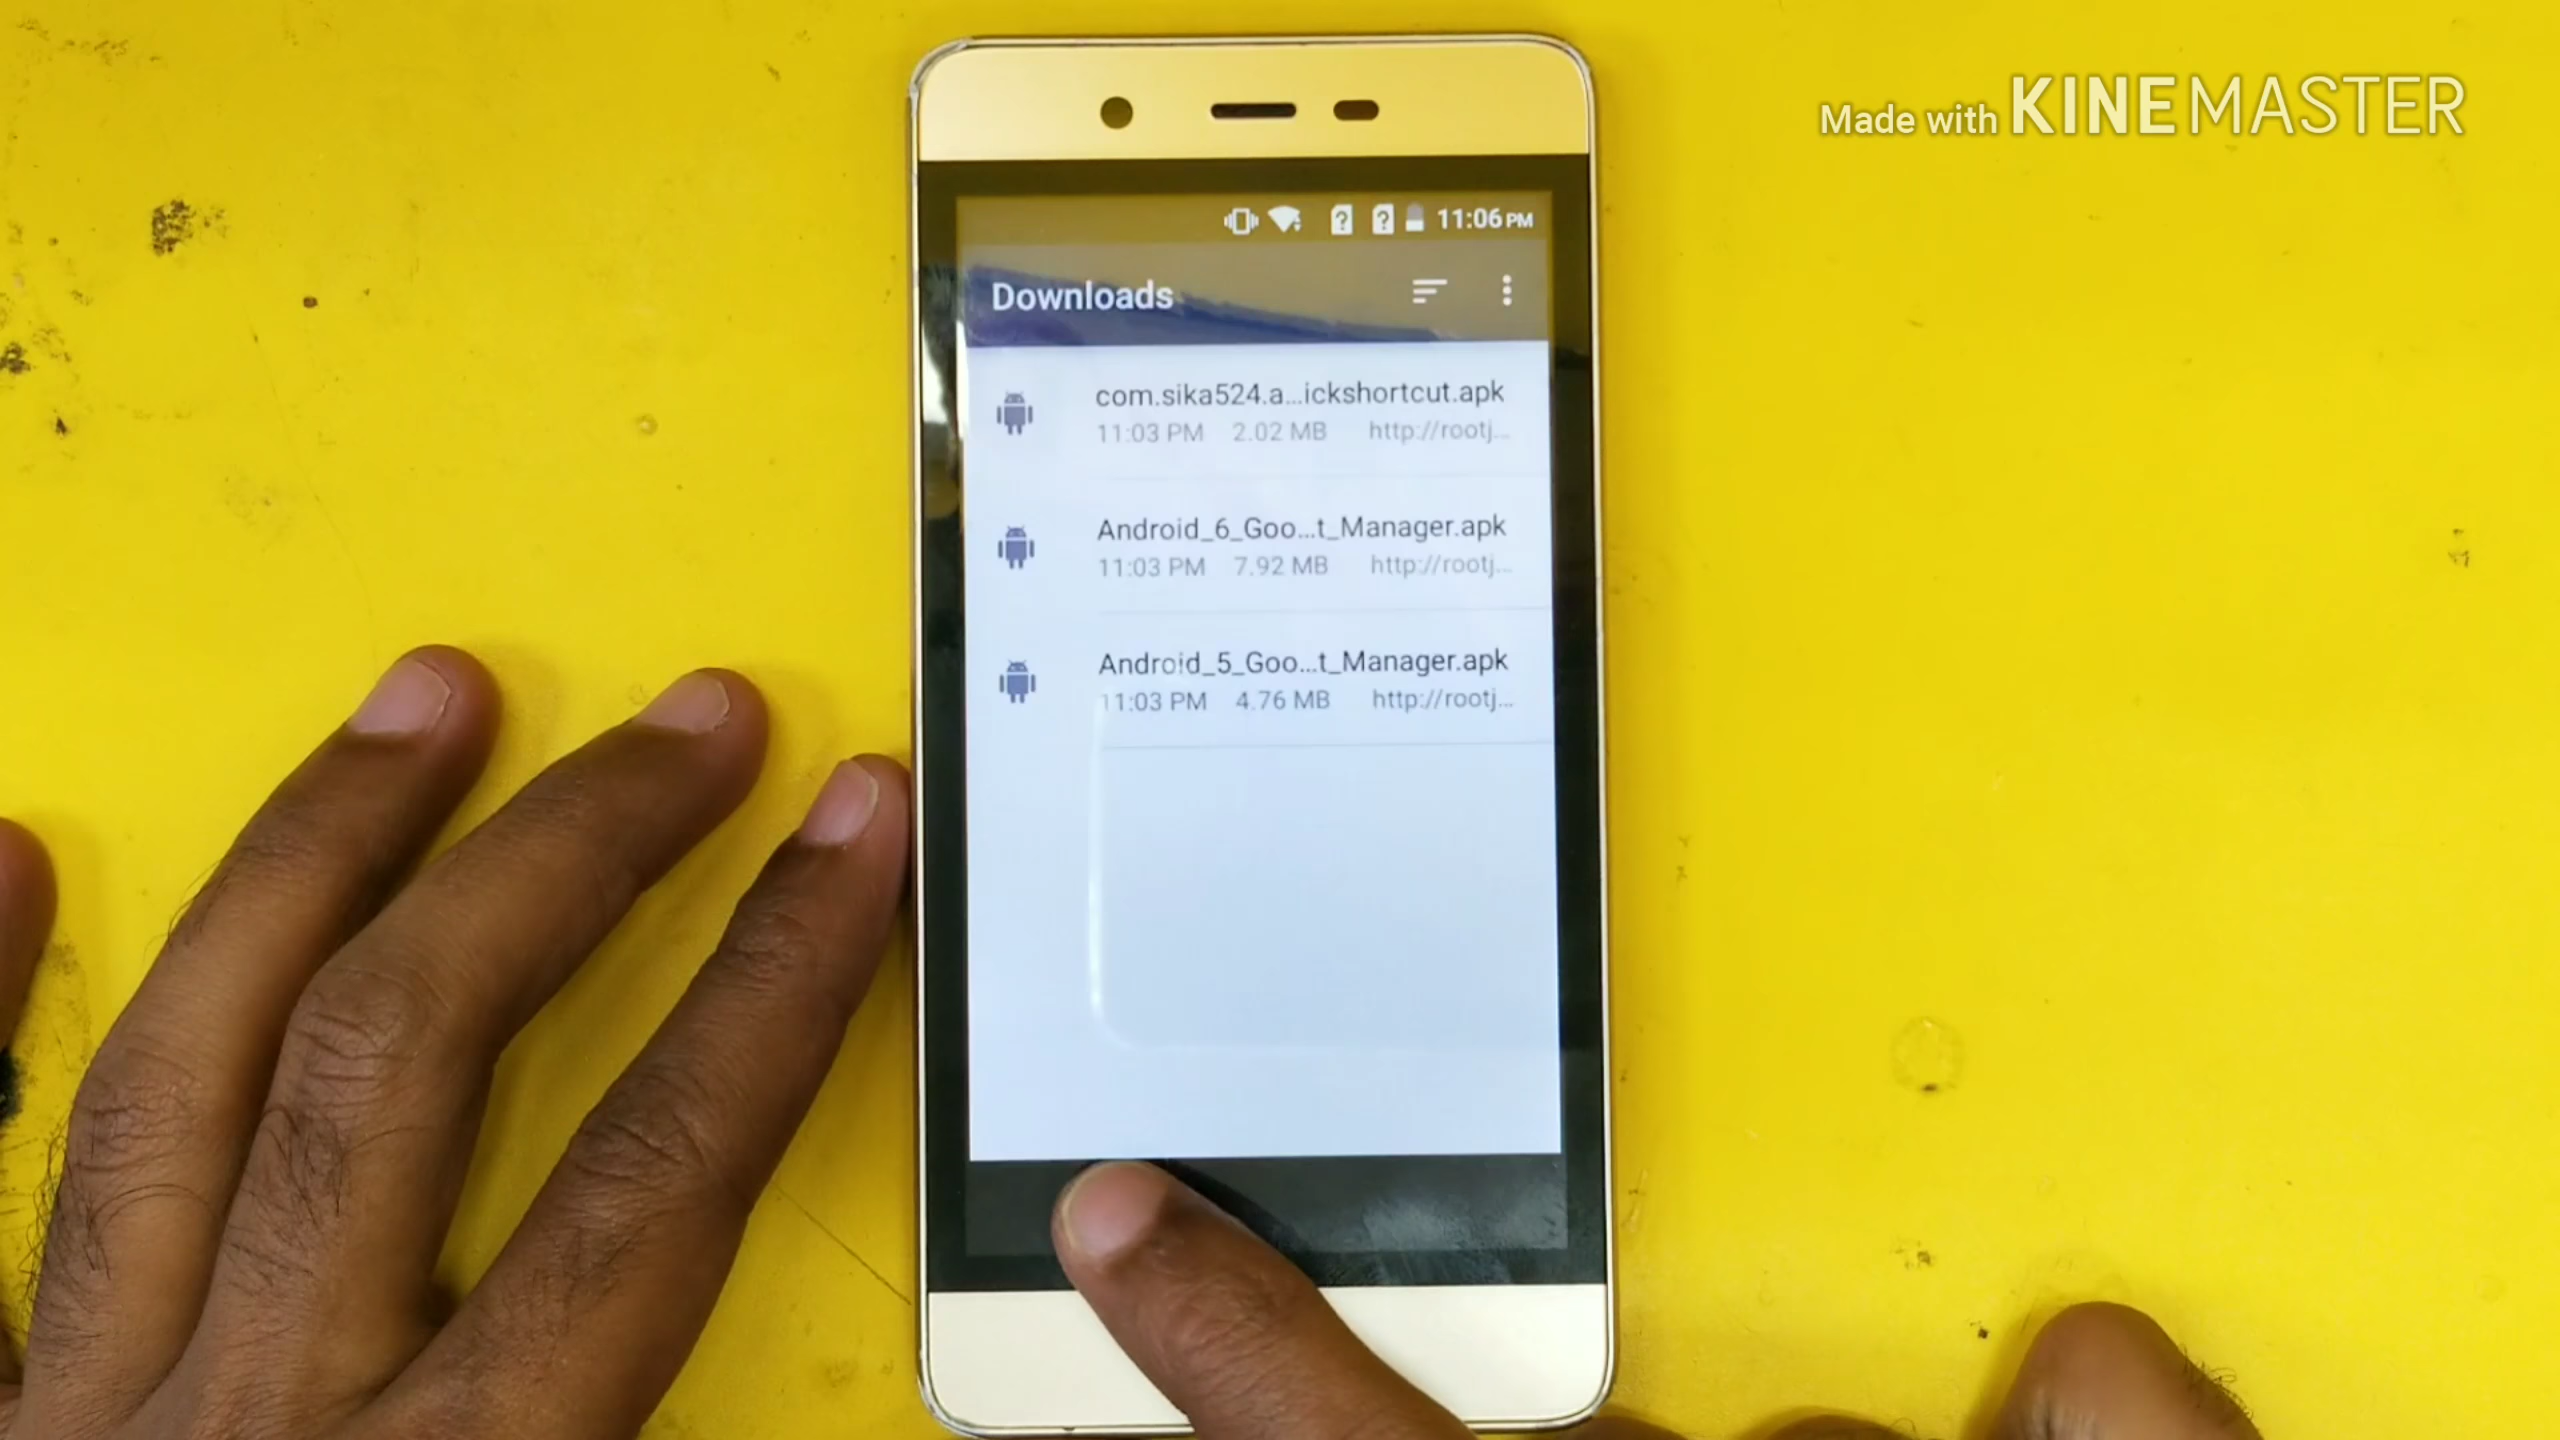 Made with KINEMASTER
11:06 PM
Downloads
com.sika524.a...ickshortcut.apk
11:03 PM 2.02 MB http://rootj...
Android_6_Goo...t_Manager.apk
11:03 PM 7.92 MB http://rootj...
Android_5_Goo...t_Manager.apk
11:03 PM 4.76 MB http://rootj...